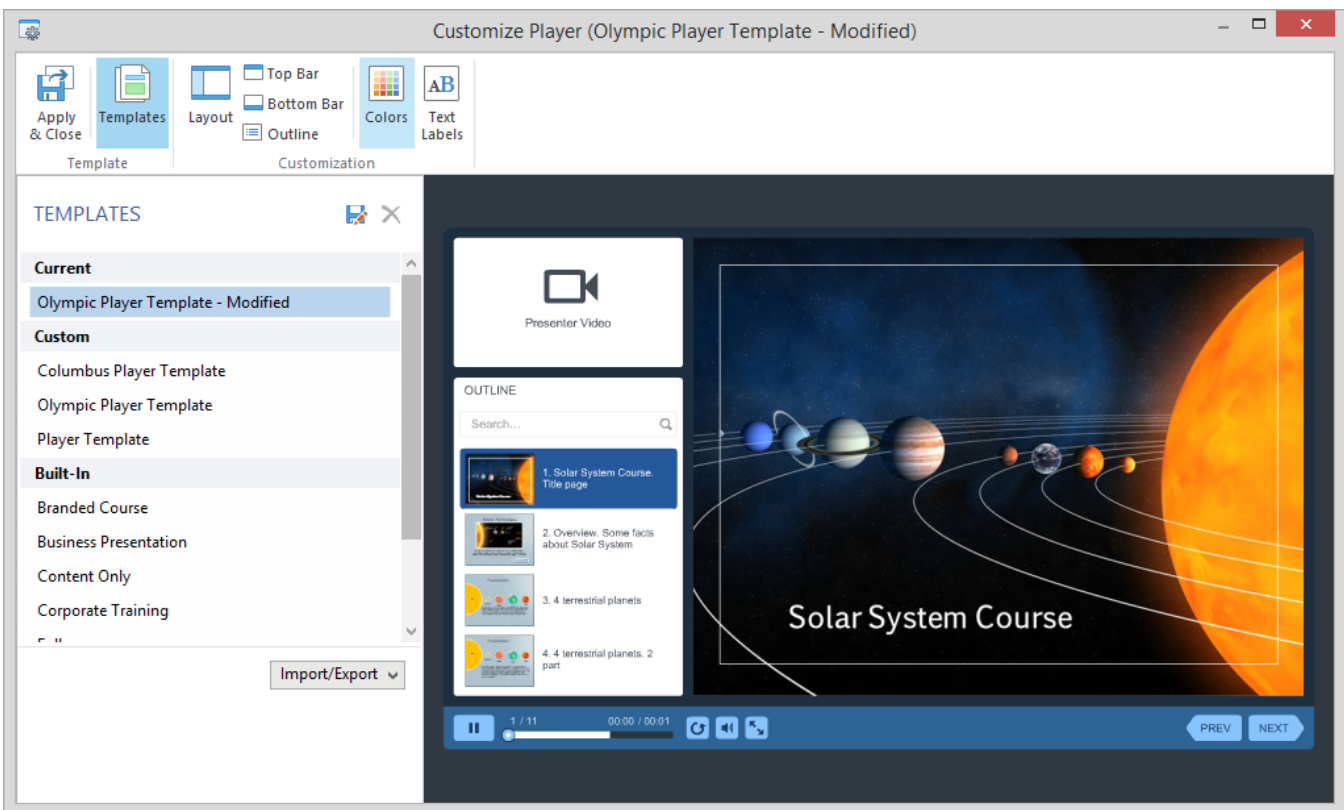 Customize Player (Olympic Player Template - Modified)
Apply
& Close
Templates
Template
Layout
Top Bar
Bottom Bar
Outline
Colors
AB
Text
Labels
Customization
TEMPLATES
Current
Olympic Player Template - Modified
Custom
Columbus Player Template
Olympic Player Template
Player Template
Built-In
Branded Course
Business Presentation
Content Only
Corporate Training
Import/Export
Presenter Video
OUTLINE
Search...
1. Solar System Course.
Title page
2. Overview. Some facts
about Solar System
3. 4 terrestrial planets
4. 4 terrestrial planets. 2
part
Solar System Course
Solar System Course
1 / 11
00:00 / 00:01
PREV
NEXT